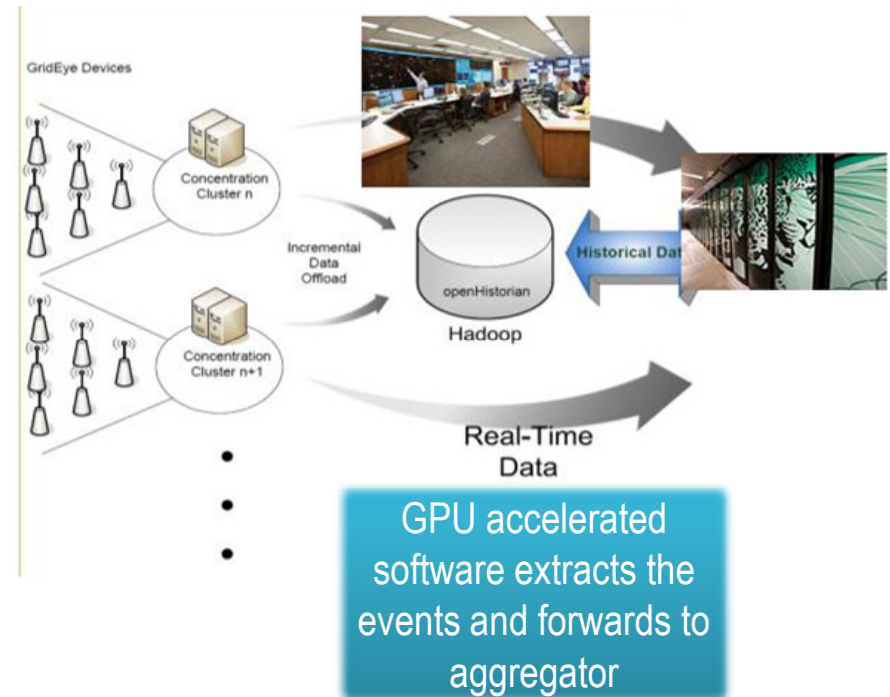 GridEye Devices
Concentration
Cluster n
Incremental
Data
Offload
openHistorian
Hadoop
Historical Dat
Concentration
Cluster n+1
Real-Time
Data
GPU accelerated
software extracts the
events and forwards to
aggregator